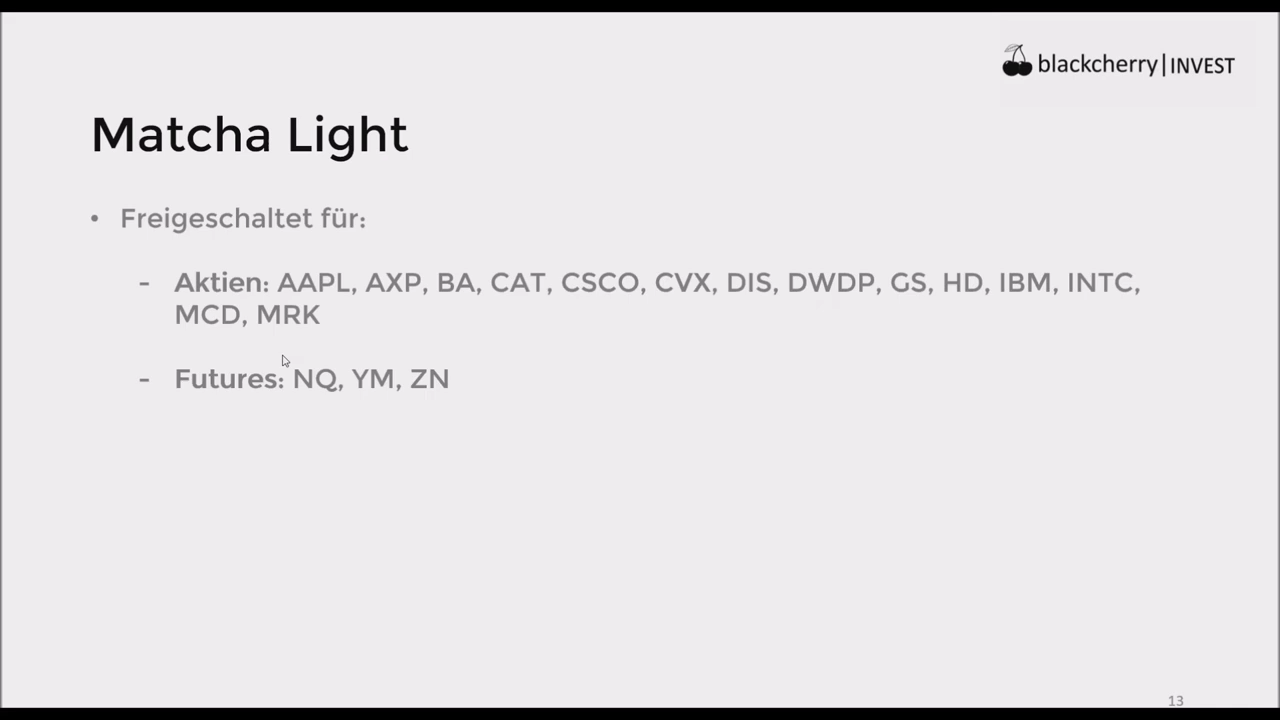 blackcherry|INVEST
Matcha Light
• Freigeschaltet für:
- Aktien: AAPL, AXP, BA, CAT, CSCO, CVX, DIS, DWDP, GS, HD, IBM, INTC,
MCD, MRK
- Futures: NQ, YM, ZN
13